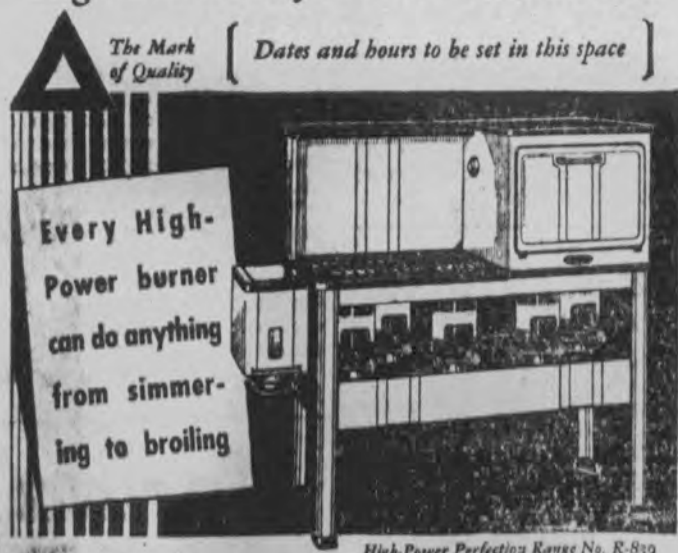 The Mark
of Quality
[ Dates and hours to be set in this space ]
Every High-
Power burner
can do anything
from simmer-
ing to broiling
High-Power Perfection Range No. R-839